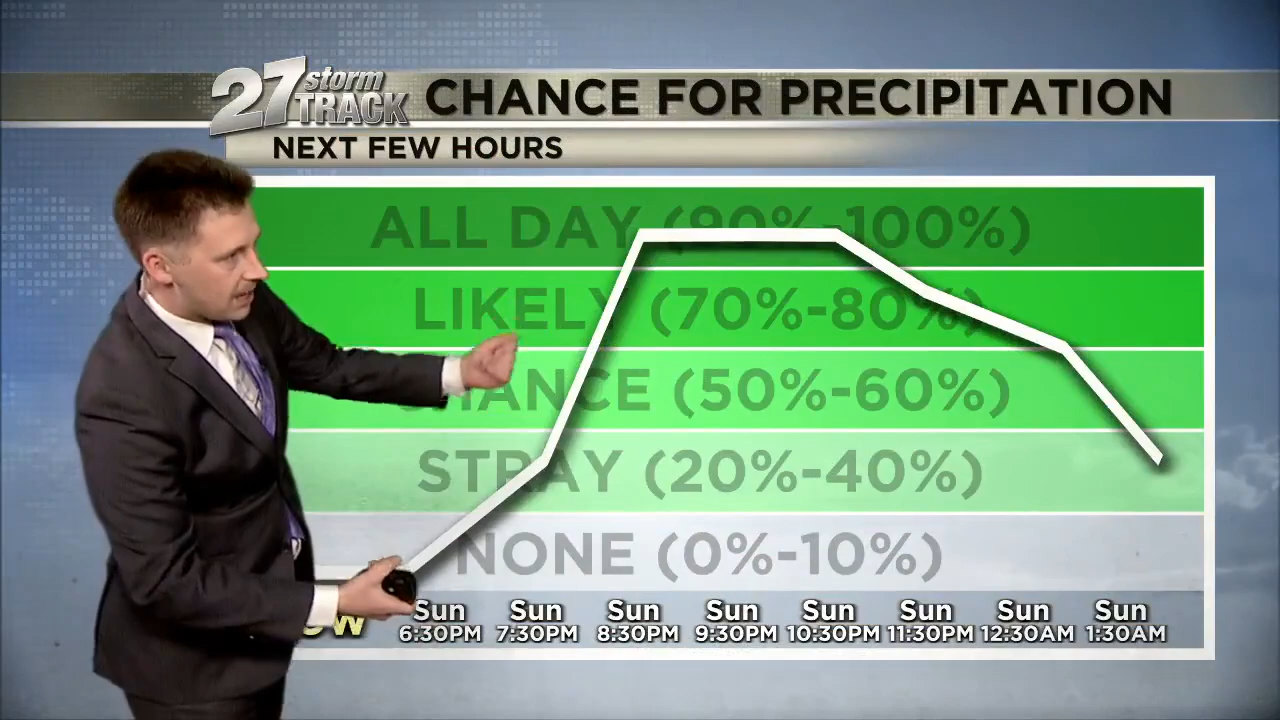 27 storm TRACK CHANCE FOR PRECIPITATION
NEXT FEW HOURS
ALL DAY (90%-100%)
LIKELY (70%-80%)
CHANCE (50%-60%)
STRAY (20%-40%)
NONE (0%-10%)
Sun Sun Sun Sun Sun Sun Sun Sun
6:30PM 7:30PM 8:30PM 9:30PM 10:30PM 11:30PM 12:30AM 1:30AM